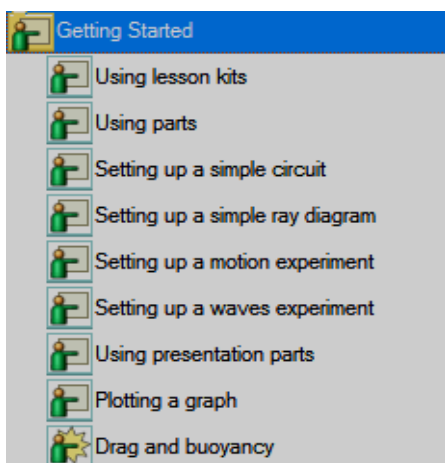 Getting Started
Using lesson kits
Using parts
Setting up a simple circuit
Setting up a simple ray diagram
Setting up a motion experiment
Setting up a waves experiment
Using presentation parts
Plotting a graph
Drag and buoyancy